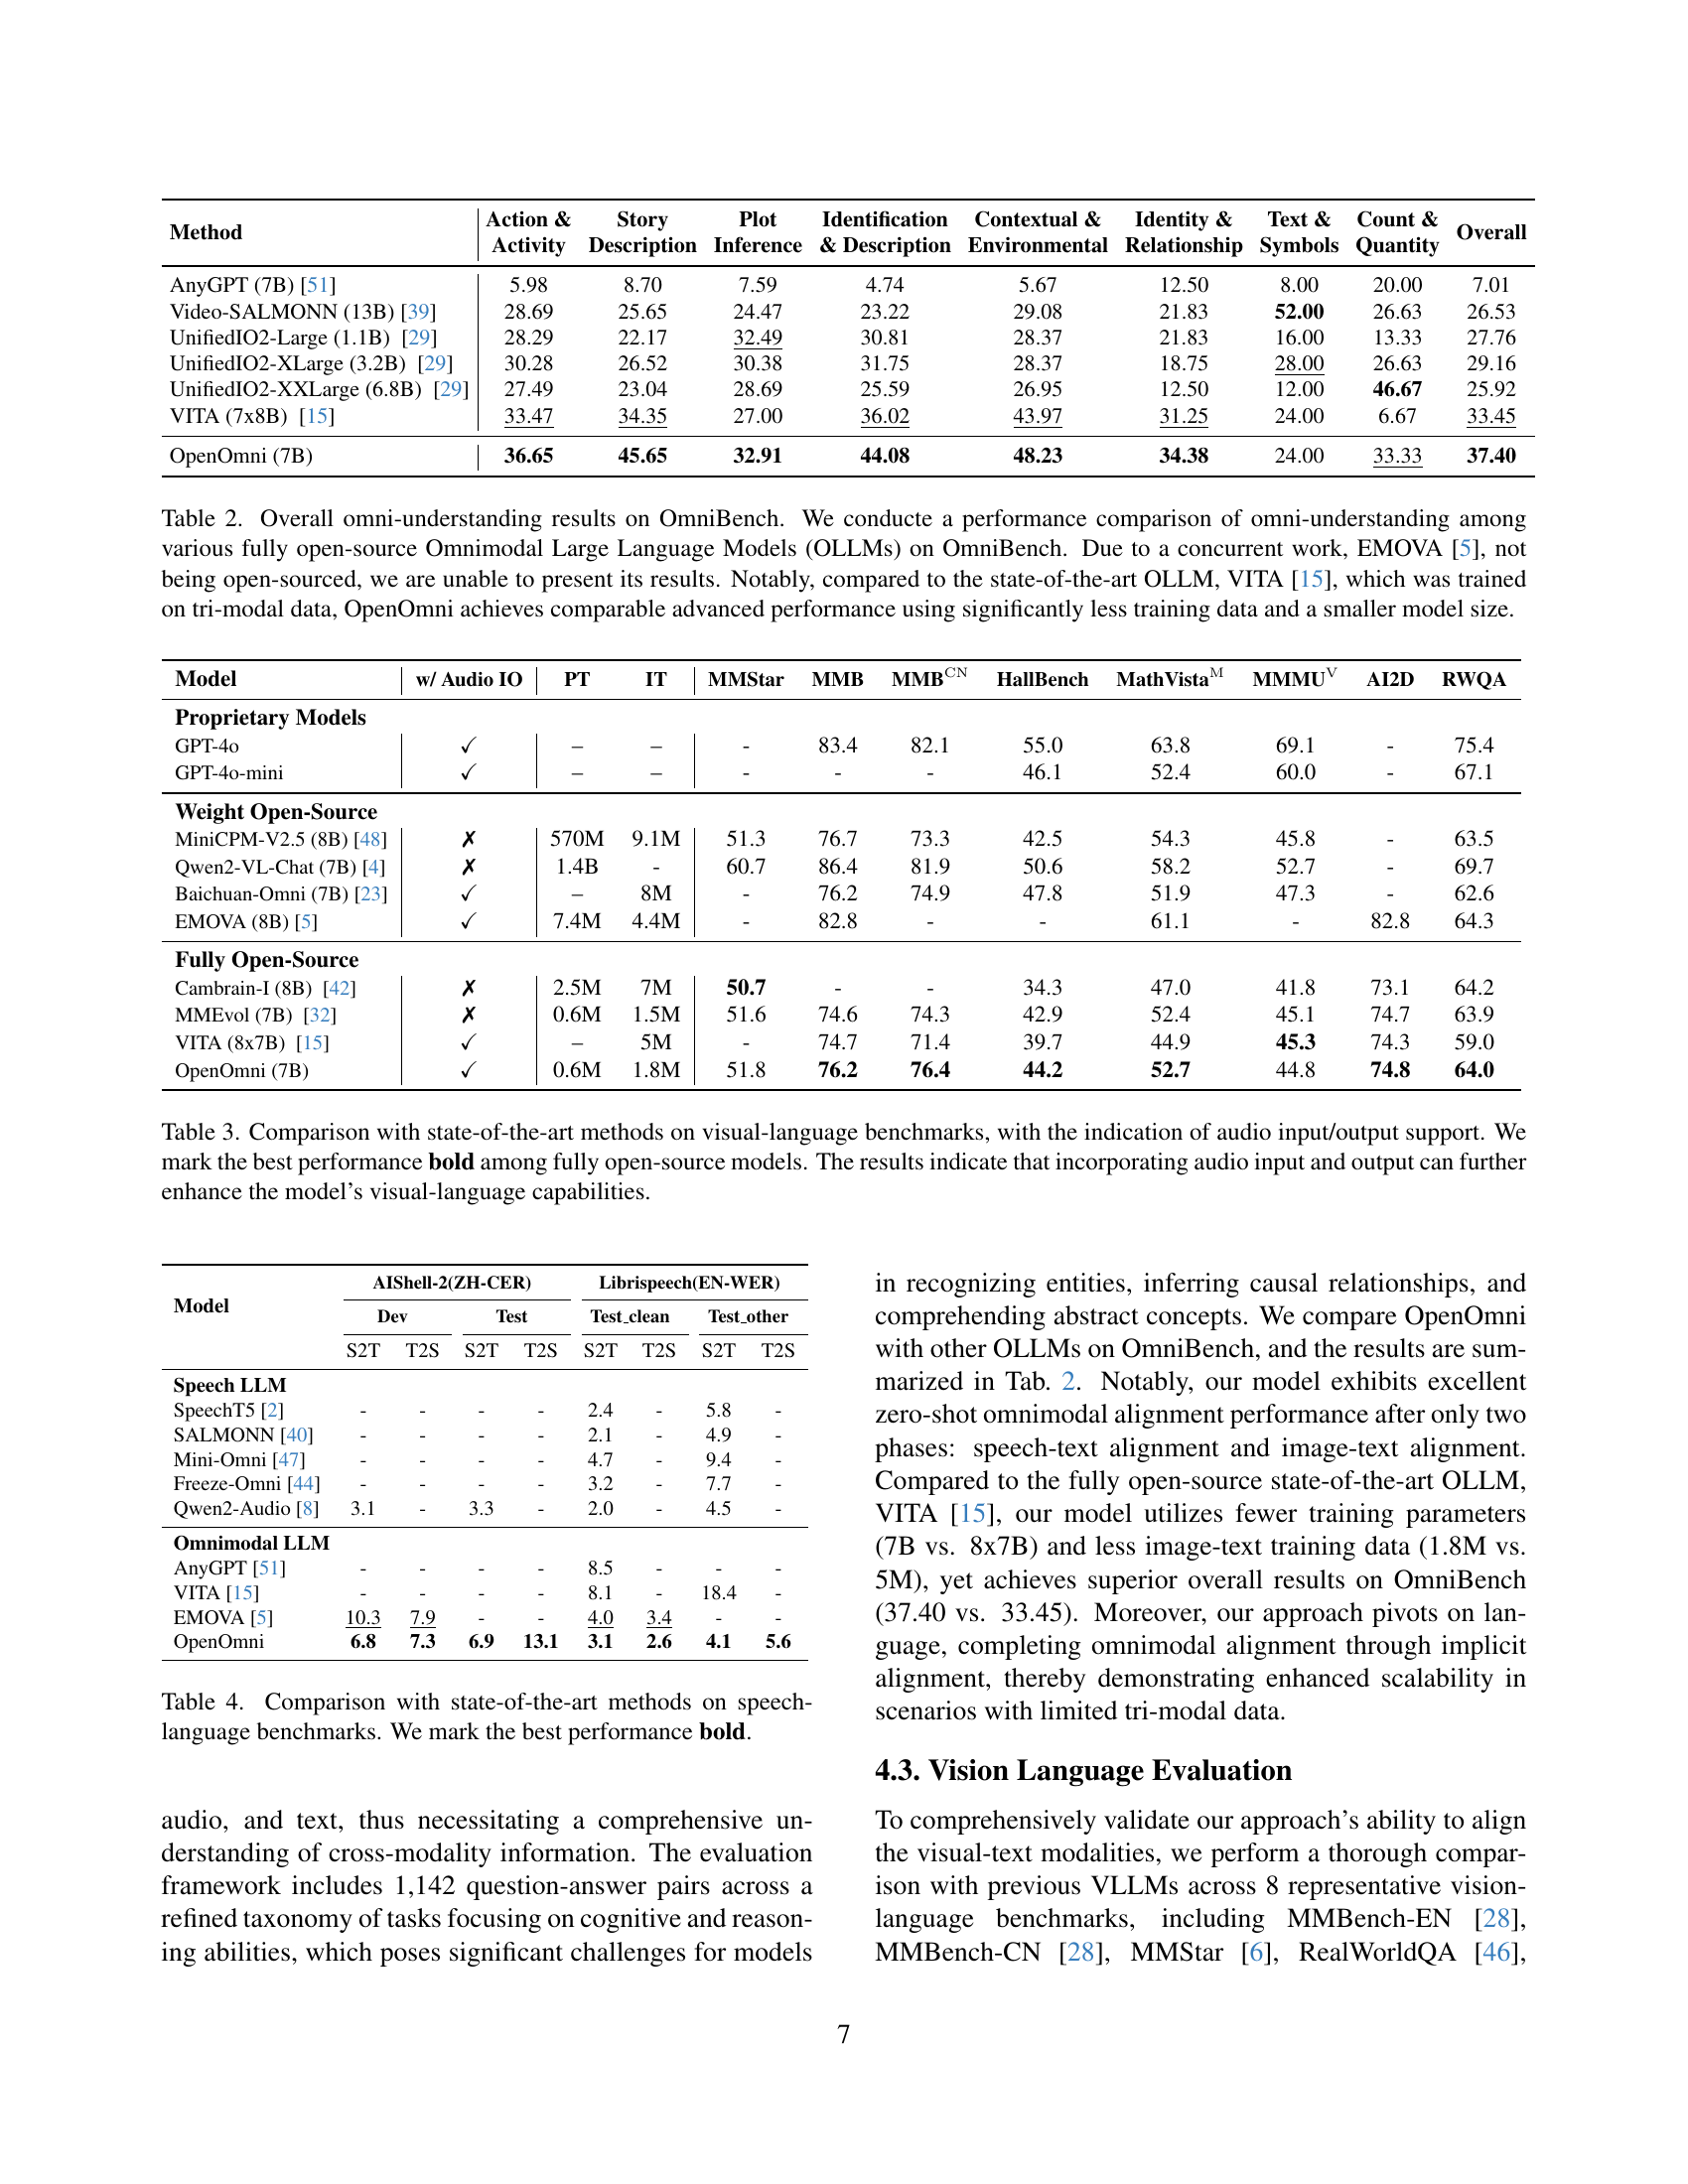 Method Action & Activity Story Description Plot Inference Identification & Description Contextual & Environmental Identity & Relationship Text & Symbols Count & Quantity Overall
AnyGPT (7B) [51] 5.98 8.70 7.59 4.74 5.67 12.50 8.00 20.00 7.01
Video-SALMONN (13B) [39] 28.69 25.65 24.47 23.22 29.08 21.83 52.00 26.63 26.53
UnifiedIO2-Large (1.1B) [29] 28.29 22.17 32.49 30.81 28.37 21.83 16.00 13.33 27.76
UnifiedIO2-XLarge (3.2B) [29] 30.28 26.52 30.38 31.75 28.37 18.75 28.00 26.63 29.16
UnifiedIO2-XXLarge (6.8B) [29] 27.49 23.04 28.69 25.59 26.95 12.50 12.00 46.67 25.92
VITA (7x8B) [15] 33.47 34.35 27.00 36.02 43.97 31.25 24.00 6.67 33.45
OpenOmni (7B) 36.65 45.65 32.91 44.08 48.23 34.38 24.00 33.33 37.40
Table 2. Overall omni-understanding results on OmniBench. We conducte a performance comparison of omni-understanding among
various fully open-source Omnimodal Large Language Models (OLLMs) on OmniBench. Due to a concurrent work, EMOVA [5], not
being open-sourced, we are unable to present its results. Notably, compared to the state-of-the-art OLLM, VITA [15], which was trained
on tri-modal data, OpenOmni achieves comparable advanced performance using significantly less training data and a smaller model size.
Model w/ Audio IO PT IT MMStar MMB MMB^CN HallBench MathVista^M MMMU^V AI2D RWQA
Proprietary Models
GPT-4o ✓ – – - 83.4 82.1 55.0 63.8 69.1 - 75.4
GPT-4o-mini ✓ – – - - - 46.1 52.4 60.0 - 67.1
Weight Open-Source
MiniCPM-V2.5 (8B) [48] ✗ 570M 9.1M 51.3 76.7 73.3 42.5 54.3 45.8 - 63.5
Qwen2-VL-Chat (7B) [4] ✗ 1.4B - 60.7 86.4 81.9 50.6 58.2 52.7 - 69.7
Baichuan-Omni (7B) [23] ✓ – 8M - 76.2 74.9 47.8 51.9 47.3 - 62.6
EMOVA (8B) [5] ✓ 7.4M 4.4M - 82.8 - - 61.1 - 82.8 64.3
Fully Open-Source
Cambrain-I (8B) [42] ✗ 2.5M 7M 50.7 - - 34.3 47.0 41.8 73.1 64.2
MMEvol (7B) [32] ✗ 0.6M 1.5M 51.6 74.6 74.3 42.9 52.4 45.1 74.7 63.9
VITA (8x7B) [15] ✓ – 5M - 74.7 71.4 39.7 44.9 45.3 74.3 59.0
OpenOmni (7B) ✓ 0.6M 1.8M 51.8 76.2 76.4 44.2 52.7 44.8 74.8 64.0
Table 3. Comparison with state-of-the-art methods on visual-language benchmarks, with the indication of audio input/output support. We
mark the best performance bold among fully open-source models. The results indicate that incorporating audio input and output can further
enhance the model's visual-language capabilities.
Model AIShell-2(ZH-CER) Librispeech(EN-WER)
Dev Test Test_clean Test_other
S2T T2S S2T T2S S2T T2S S2T T2S
Speech LLM
SpeechT5 [2] - - - - 2.4 - 5.8 -
SALMONN [40] - - - - 2.1 - 4.9 -
Mini-Omni [47] - - - - 4.7 - 9.4 -
Freeze-Omni [44] - - - - 3.2 - 7.7 -
Qwen2-Audio [8] 3.1 - 3.3 - 2.0 - 4.5 -
Omnimodal LLM
AnyGPT [51] - - - - 8.5 - - -
VITA [15] - - - - 8.1 - 18.4 -
EMOVA [5] 10.3 7.9 - - 4.0 3.4 - -
OpenOmni 6.8 7.3 6.9 13.1 3.1 2.6 4.1 5.6
Table 4. Comparison with state-of-the-art methods on speech-
language benchmarks. We mark the best performance bold.
audio, and text, thus necessitating a comprehensive un-
derstanding of cross-modality information. The evaluation
framework includes 1,142 question-answer pairs across a
refined taxonomy of tasks focusing on cognitive and reason-
ing abilities, which poses significant challenges for models
in recognizing entities, inferring causal relationships, and
comprehending abstract concepts. We compare OpenOmni
with other OLLMs on OmniBench, and the results are sum-
marized in Tab. 2. Notably, our model exhibits excellent
zero-shot omnimodal alignment performance after only two
phases: speech-text alignment and image-text alignment.
Compared to the fully open-source state-of-the-art OLLM,
VITA [15], our model utilizes fewer training parameters
(7B vs. 8x7B) and less image-text training data (1.8M vs.
5M), yet achieves superior overall results on OmniBench
(37.40 vs. 33.45). Moreover, our approach pivots on lan-
guage, completing omnimodal alignment through implicit
alignment, thereby demonstrating enhanced scalability in
scenarios with limited tri-modal data.
4.3. Vision Language Evaluation
To comprehensively validate our approach's ability to align
the visual-text modalities, we perform a thorough compar-
ison with previous VLLMs across 8 representative vision-
language benchmarks, including MMBench-EN [28],
MMBench-CN [28], MMStar [6], RealWorldQA [46],
7